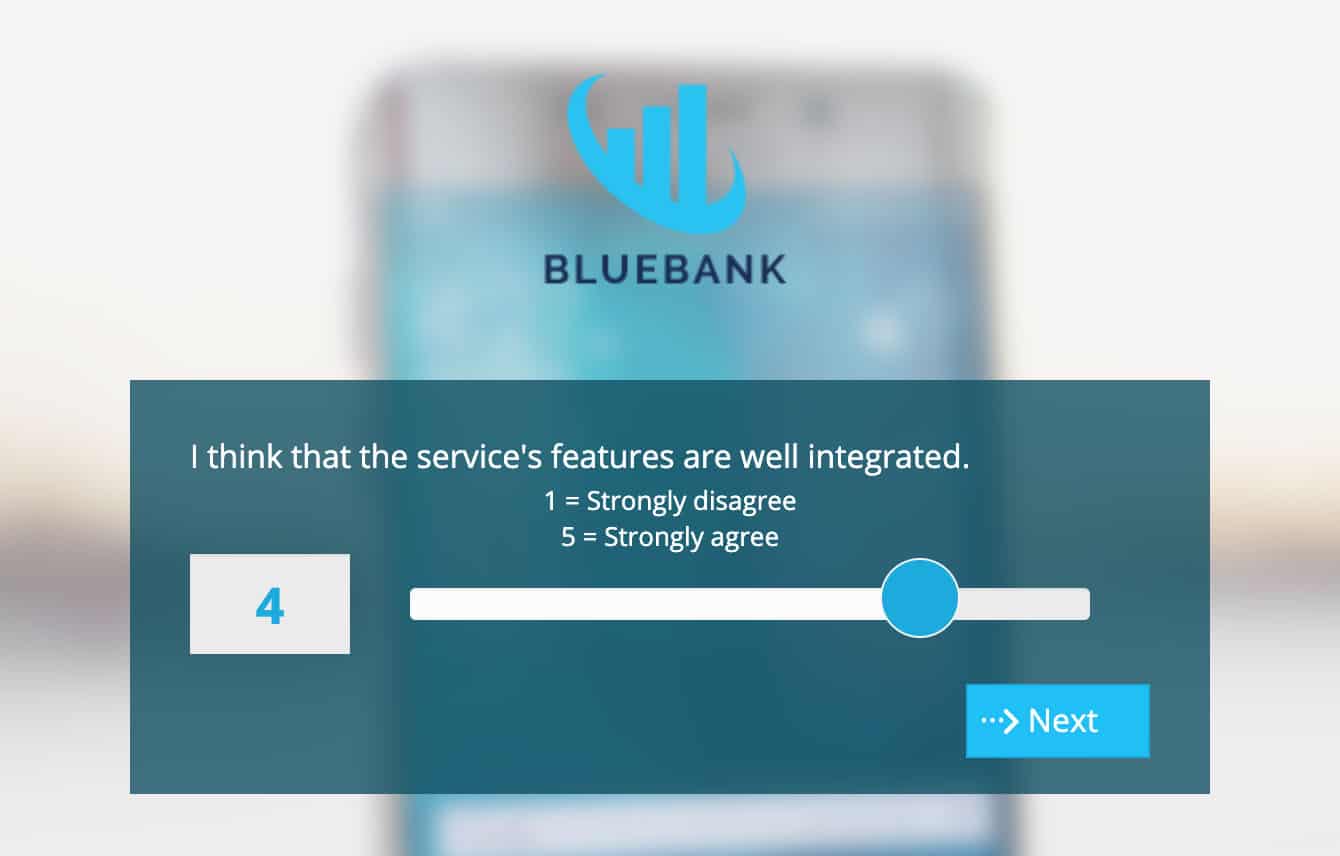 BLUEBANK
I think that the service's features are well integrated.
1 = Strongly disagree
5 = Strongly agree
4
Next